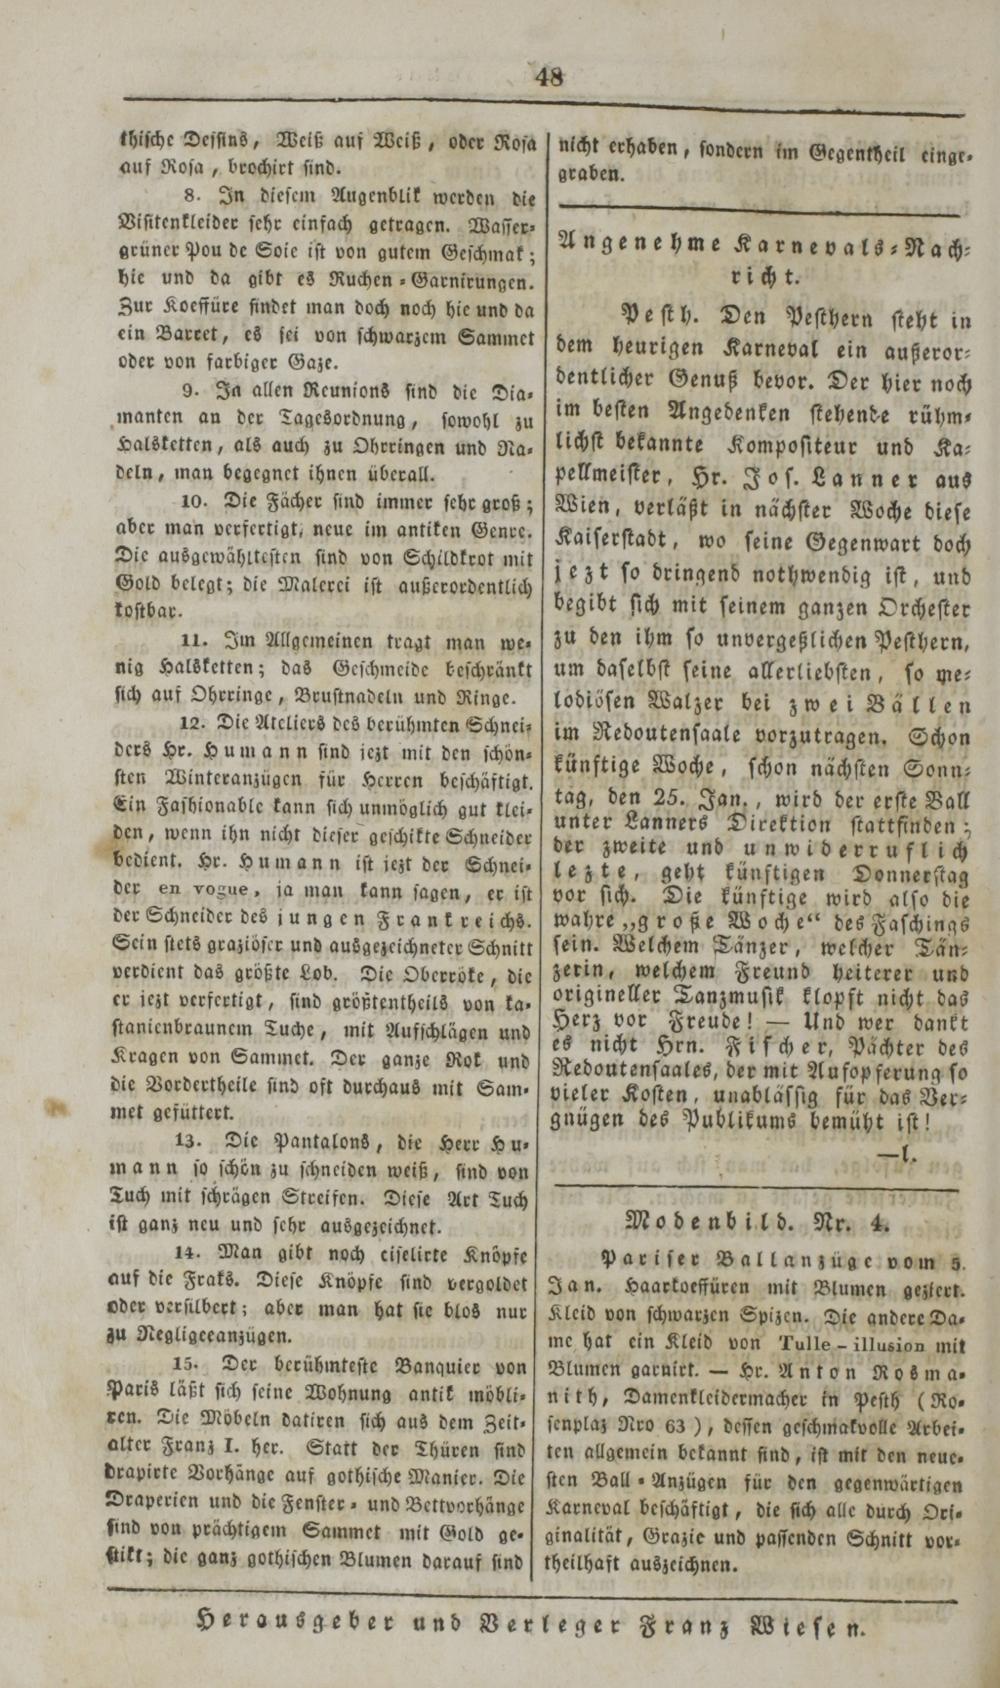 48
thische Dessins, Weiß auf Weiß, oder Rosa
auf Rosa, brochirt sind.
8. In diesem Augenblik werden die
Visitenkleider sehr einfach getragen. Wasser-
grüner Pou de Soie ist von gutem Geschmak;
hie und da gibt es Ruchen-Garnirungen.
Zur Koeffüre findet man doch noch hie und da
ein Barret, es sei von schwarzem Sammet
oder von farbiger Gaze.
9. In allen Reunions sind die Dia-
manten an der Tagesordnung, sowohl zu
Halsketten, als auch zu Ohrringen und Na-
deln, man begegnet ihnen überall.
10. Die Fächer sind immer sehr groß;
aber man verfertigt, neue im antiken Genre.
Die ausgewähltesten sind von Schildkrot mit
Gold belegt; die Malerei ist außerordentlich
kostbar.
11. Im Allgemeinen tragt man we-
nig Halsketten; das Geschmeide beschränkt
sich auf Ohrringe, Brustnadeln und Ringe.
12. Die Ateliers des berühmten Schnei-
ders Hr. Humann sind jezt mit den schön-
sten Winteranzügen für Herren beschäftigt.
Ein Fashionable kann sich unmöglich gut klei-
den, wenn ihn nicht dieser geschikte Schneider
bedient. Hr. Humann ist jezt der Schnei-
der en vogue, ja man kann sagen, er ist
der Schneider des jungen Frankreichs.
Sein stets graziöser und ausgezeichneter Schnitt
verdient das größte Lob. Die Oberröke, die
er jezt verfertigt, sind größtentheils von ka-
stanienbraunem Tuche, mit Aufschlägen und
Kragen von Sammet. Der ganze Rok und
die Vordertheile sind oft durchaus mit Sam-
met gefüttert.
13. Die Pantalons, die Herr Hu-
mann so schön zu schneiden weiß, sind von
Tuch mit schrägen Streifen. Diese Art Tuch
ist ganz neu und sehr ausgezeichnet.
14. Man gibt noch ciselirte Knöpfe
auf die Fraks. Diese Knöpfe sind vergoldet
oder versilbert; aber man hat sie blos nur
zu Negligeeanzügen.
15. Der berühmteste Banquier von
Paris läßt sich seine Wohnung antik möbli-
ren. Die Möbeln datiren sich aus dem Zeit-
alter Franz I. her. Statt der Thüren sind
drapirte Vorhänge auf gothische Manier. Die
Draperien und die Fenster- und Bettvorhänge
sind von prächtigem Sammet mit Gold ge-
stikt; die ganz gothischen Blumen darauf sind
nicht erhaben, sondern im Gegentheil einge-
graben.
Angenehme Karnevals-Nach-
richt.
Pesth. Den Pesthern steht in
dem heurigen Karneval ein außeror-
dentlicher Genuß bevor. Der hier noch
im besten Angedenken stehende rühm-
lichst bekannte Kompositeur und Ka-
pellmeister, Hr. Jos. Lanner aus
Wien, verläßt in nächster Woche diese
Kaiserstadt, wo seine Gegenwart doch
jezt so dringend nothwendig ist, und
begibt sich mit seinem ganzen Orchester
zu den ihm so unvergeßlichen Pesthern,
um daselbst seine allerliebsten, so me-
lodiösen Walzer bei zwei Bällen
im Redoutensaale vorzutragen. Schon
künftige Woche, schon nächsten Sonn-
tag, den 25. Jan., wird der erste Ball
unter Lanners Direktion stattfinden;
der zweite und unwiderruflich
lezte, geht künftigen Donnerstag
vor sich. Die künftige wird also die
wahre „große Woche“ des Faschings
sein. Welchem Tänzer, welcher Tän-
zerin, welchem Freund heiterer und
origineller Tanzmusik klopft nicht das
Herz vor Freude! — Und wer dankt
es nicht Hrn. Fischer, Pächter des
Redoutensaales, der mit Aufopferung so
vieler Kosten, unablässig für das Ver-
gnügen des Publikums bemüht ist!
—l.
Modenbild. Nr. 4.
Pariser Ballanzüge vom 5.
Jan. Haarkoeffüren mit Blumen geziert.
Kleid von schwarzen Spizen. Die andere Da-
me hat ein Kleid von Tulle-illusion mit
Blumen garnirt. — Hr. Anton Rosma-
nith, Damenkleidermacher in Pesth (Ro-
senplaz Nro 63), dessen geschmakvolle Arbei-
ten allgemein bekannt sind, ist mit den neue-
sten Ball-Anzügen für den gegenwärtigen
Karneval beschäftigt, die sich alle durch Ori-
ginalität, Grazie und passenden Schnitt vor-
theilhaft auszeichnen.
Herausgeber und Verleger Franz Wiesen.